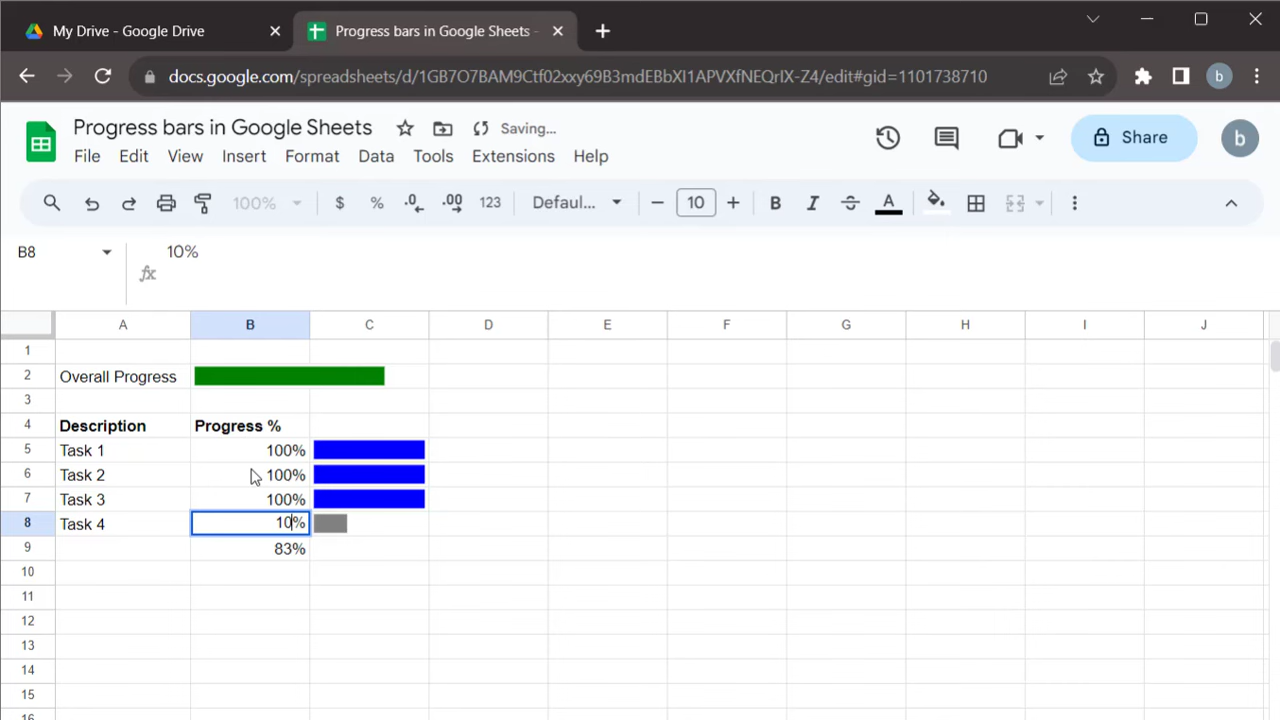 My Drive - Google Drive
Progress bars in Google Sheets -
docs.google.com/spreadsheets/d/1GB7O7BAM9Ctf02xxy69B3mdEBbXI1APVXfNEQrIX-Z4/edit#gid=1101738710
b
Progress bars in Google Sheets
Saving...
File Edit View Insert Format Data Tools Extensions Help
Share
b
100% $ % .0 .00 123 Defaul... 10 B I A
B8
10%
fx
A B C D E F G H I J
1
2 Overall Progress
3
4 Description Progress %
5 Task 1 100%
6 Task 2 100%
7 Task 3 100%
8 Task 4 10%
9 83%
10
11
12
13
14
15
16